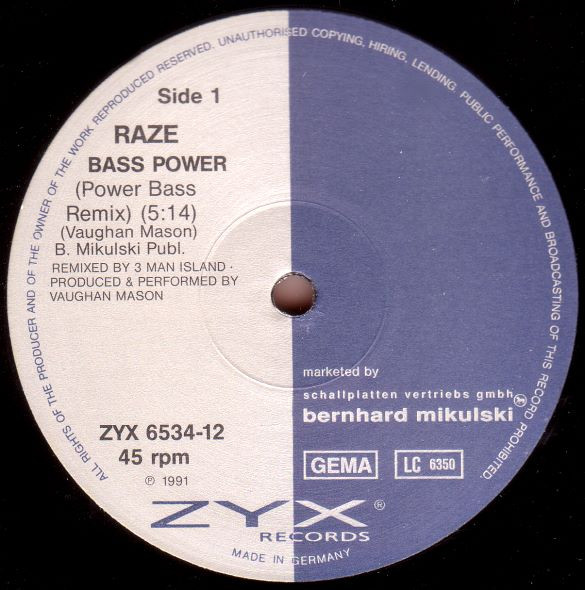 ALL RIGHTS OF THE PRODUCER AND OF THE OWNER OF THE WORK REPRODUCED RESERVED. UNAUTHORISED COPYING, HIRING, LENDING. PUBLIC PERFORMANCE AND BROADCASTING OF THIS RECORD PROHIBITED.
Side 1
RAZE
BASS POWER
(Power Bass
Remix) (5:14)
(Vaughan Mason)
B. Mikulski Publ.
REMIXED BY 3 MAN ISLAND ·
PRODUCED & PERFORMED BY
VAUGHAN MASON
marketed by
schallplatten vertriebs gmbh
bernhard mikulski
ZYX 6534-12
45 rpm
GEMA
LC 6350
℗ 1991
ZYX ®
RECORDS
MADE IN GERMANY